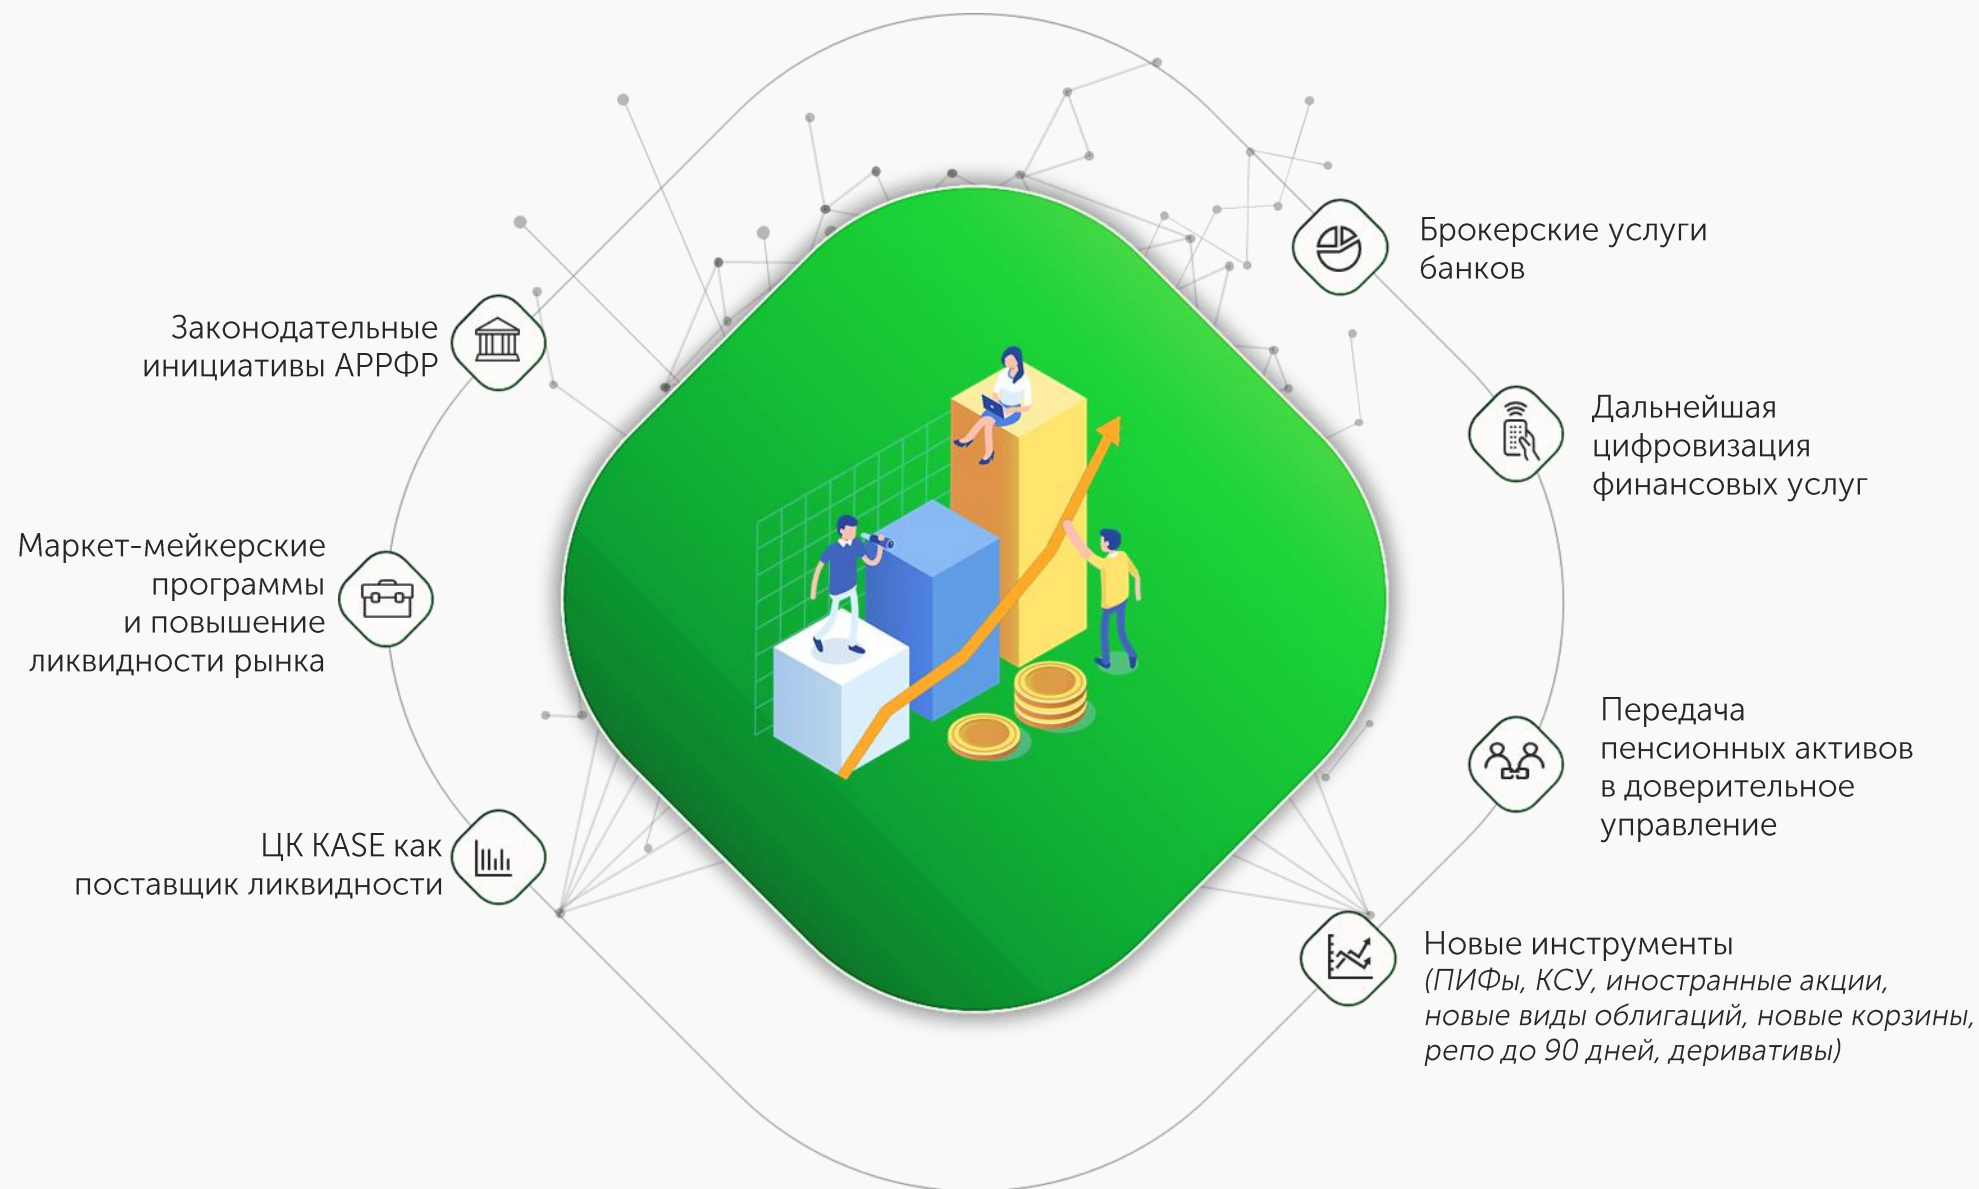 Законодательные
инициативы АРРФР
Маркет-мейкерские
программы
и повышение
ликвидности рынка
ЦК KASE как
поставщик ликвидности
Брокерские услуги
банков
Дальнейшая
цифровизация
финансовых услуг
Передача
пенсионных активов
в доверительное
управление
Новые инструменты
(ПИФы, КСУ, иностранные акции,
новые виды облигаций, новые корзины,
репо до 90 дней, деривативы)